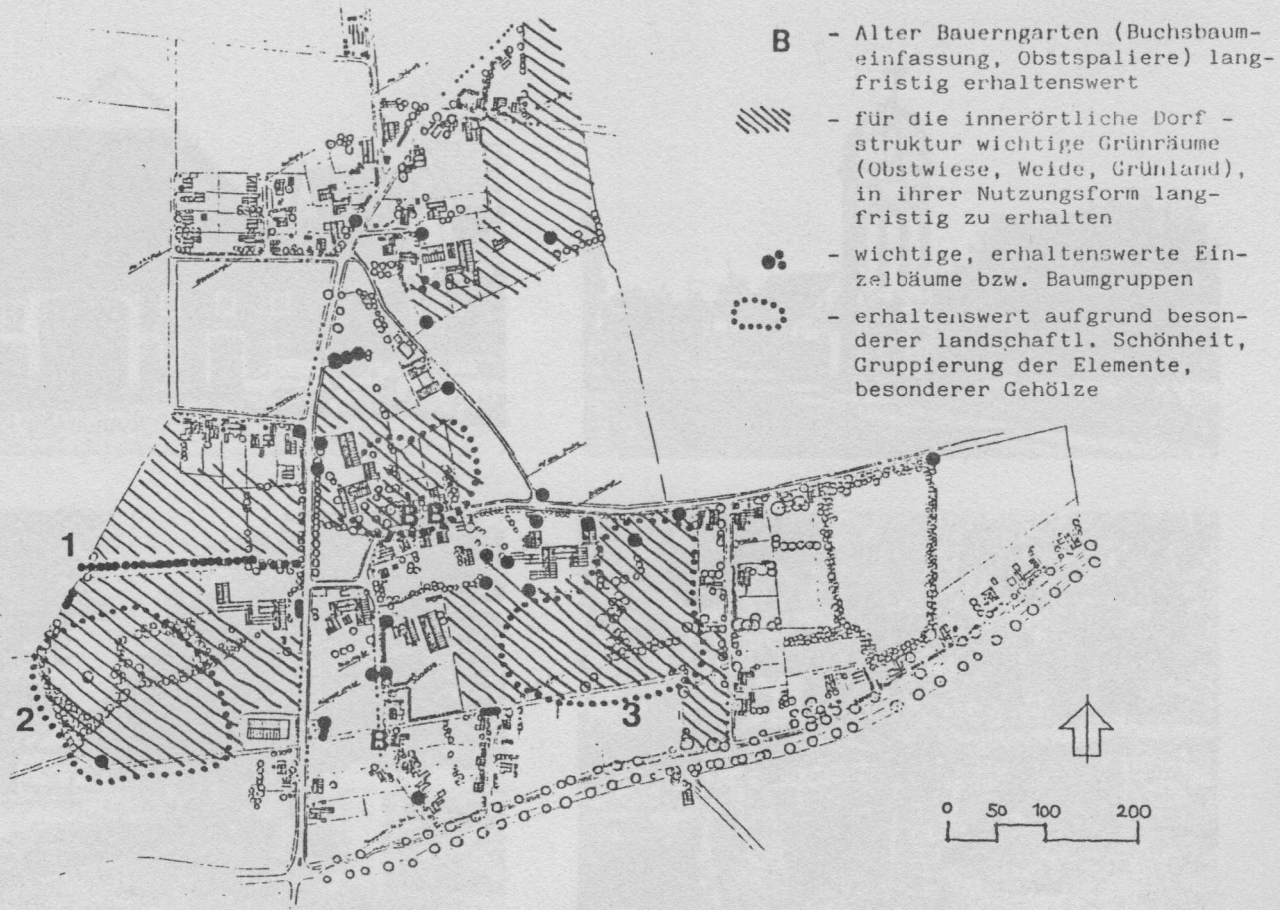 B - Alter Bauerngarten (Buchsbaum-
einfassung, Obstspaliere) lang-
fristig erhaltenswert
- für die innerörtliche Dorf -
struktur wichtige Grünräume
(Obstwiese, Weide, Grünland),
in ihrer Nutzungsform lang-
fristig zu erhalten
- wichtige, erhaltenswerte Ein-
zelbäume bzw. Baumgruppen
- erhaltenswert aufgrund beson-
derer landschaftl. Schönheit,
Gruppierung der Elemente,
besonderer Gehölze
B B
1
2
3
B
0 50 100 200